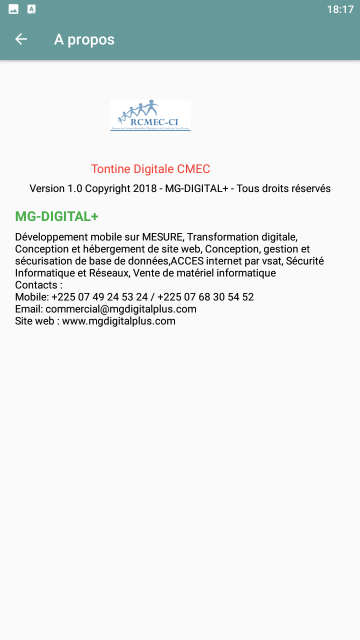 18:17
A propos
RCMEC-CI
Tontine Digitale CMEC
Version 1.0 Copyright 2018 - MG-DIGITAL+ - Tous droits réservés
MG-DIGITAL+
Développement mobile sur MESURE, Transformation digitale,
Conception et hébergement de site web, Conception, gestion et
sécurisation de base de données,ACCES internet par vsat, Sécurité
Informatique et Réseaux, Vente de matériel informatique
Contacts :
Mobile: +225 07 49 24 53 24 / +225 07 68 30 54 52
Email: commercial@mgdigitalplus.com
Site web : www.mgdigitalplus.com